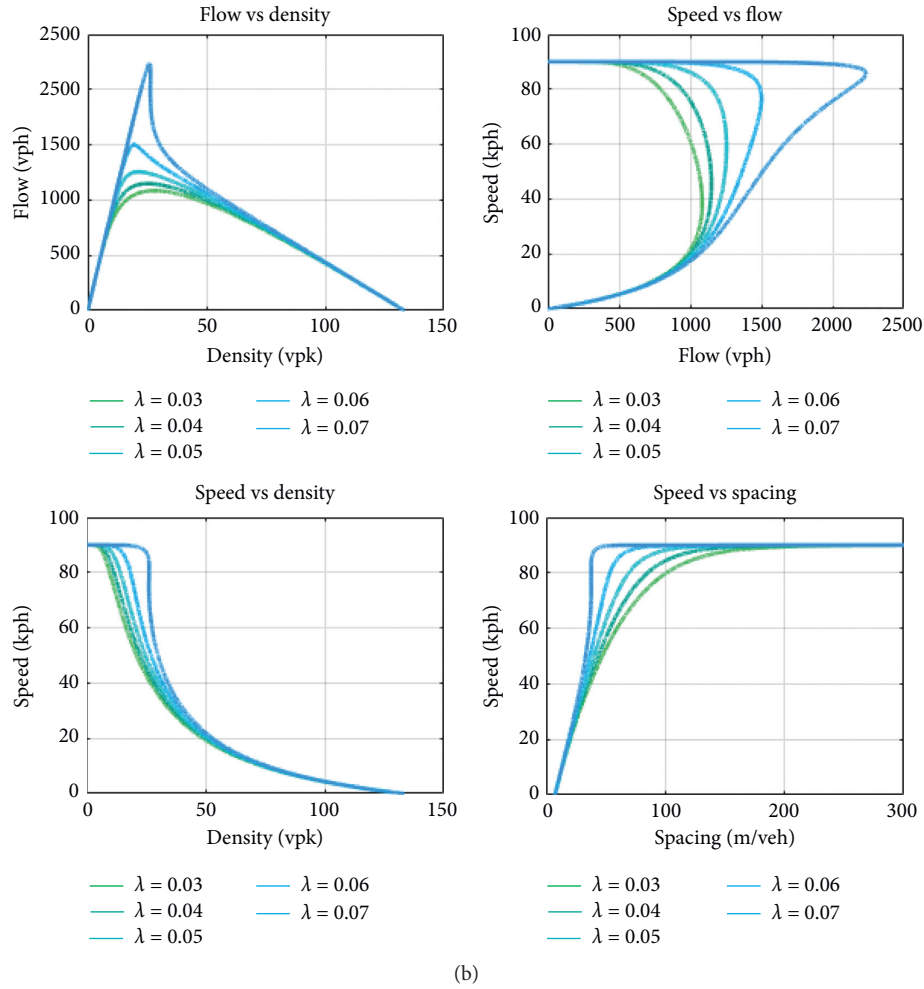 Flow vs density
2500
2500
1500
1000
500
0
Flow (vph)
0 50 100 150
Density (vpk)
λ = 0.03 λ = 0.06
λ = 0.04 λ = 0.07
λ = 0.05
Speed vs flow
100
80
60
40
20
0
Speed (kph)
0 500 1000 1500 2000 2500
Flow (vph)
λ = 0.03 λ = 0.06
λ = 0.04 λ = 0.07
λ = 0.05
Speed vs density
100
80
60
40
20
0
Speed (kph)
0 50 100 150
Density (vpk)
λ = 0.03 λ = 0.06
λ = 0.04 λ = 0.07
λ = 0.05
Speed vs spacing
100
80
60
40
20
0
Speed (kph)
0 100 200 300
Spacing (m/veh)
λ = 0.03 λ = 0.06
λ = 0.04 λ = 0.07
λ = 0.05
(b)